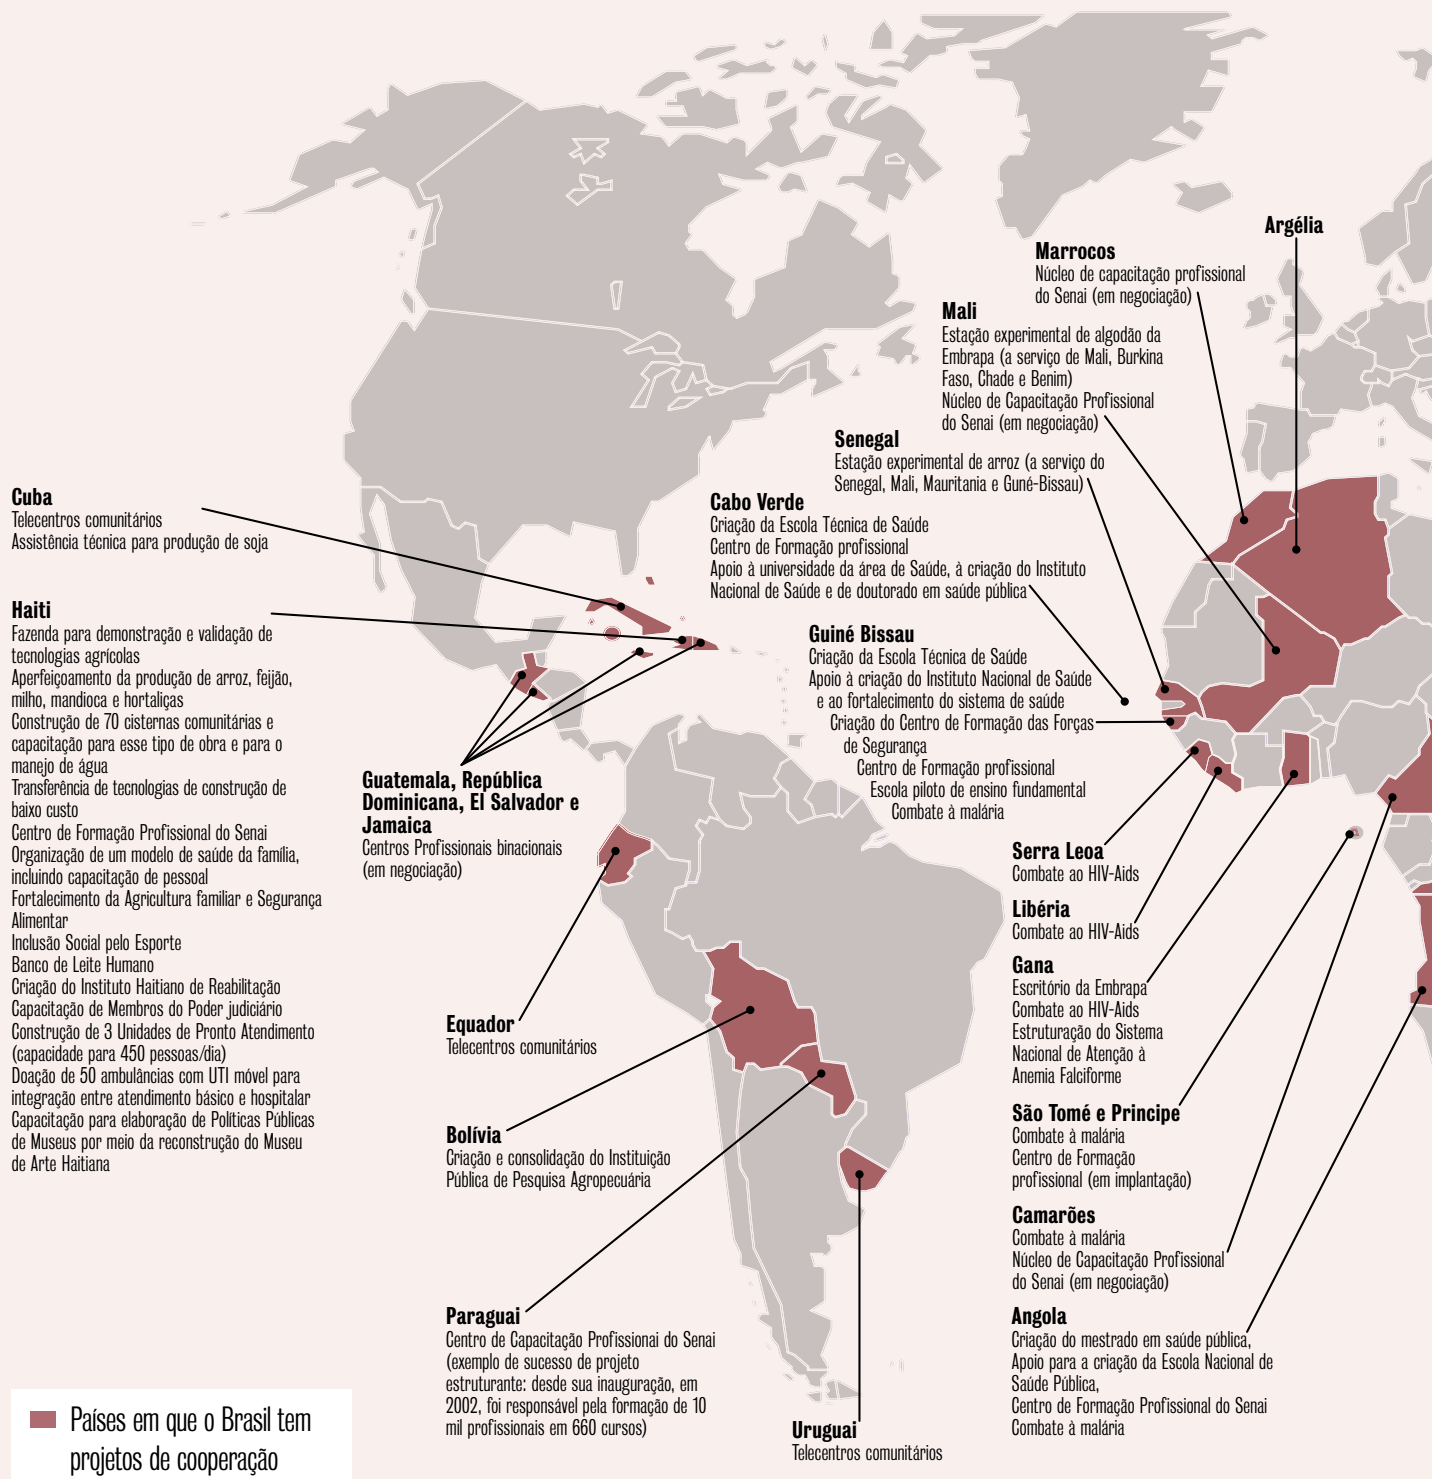 Argélia
Marrocos
Núcleo de capacitação profissional
do Senai (em negociação)
Mali
Estação experimental de algodão da
Embrapa (a serviço de Mali, Burkina
Faso, Chade e Benim)
Núcleo de Capacitação Profissional
do Senai (em negociação)
Senegal
Estação experimental de arroz (a serviço do
Senegal, Mali, Mauritania e Guné-Bissau)
Cabo Verde
Criação da Escola Técnica de Saúde
Centro de Formação profissional
Apoio à universidade da área de Saúde, à criação do Instituto
Nacional de Saúde e de doutorado em saúde pública
Cuba
Telecentros comunitários
Assistência técnica para produção de soja
Haiti
Fazenda para demonstração e validação de
tecnologias agrícolas
Aperfeiçoamento da produção de arroz, feijão,
milho, mandioca e hortaliças
Construção de 70 cisternas comunitárias e
capacitação para esse tipo de obra e para o
manejo de água
Transferência de tecnologias de construção de
baixo custo
Centro de Formação Profissional do Senai
Organização de um modelo de saúde da família,
incluindo capacitação de pessoal
Fortalecimento da Agricultura familiar e Segurança
Alimentar
Inclusão Social pelo Esporte
Banco de Leite Humano
Criação do Instituto Haitiano de Reabilitação
Capacitação de Membros do Poder judiciário
Construção de 3 Unidades de Pronto Atendimento
(capacidade para 450 pessoas/dia)
Doação de 50 ambulâncias com UTI móvel para
integração entre atendimento básico e hospitalar
Capacitação para elaboração de Políticas Públicas
de Museus por meio da reconstrução do Museu
de Arte Haitiana
Guiné Bissau
Criação da Escola Técnica de Saúde
Apoio à criação do Instituto Nacional de Saúde
e ao fortalecimento do sistema de saúde
Criação do Centro de Formação das Forças
de Segurança
Centro de Formação profissional
Escola piloto de ensino fundamental
Combate à malária
Guatemala, República
Dominicana, El Salvador e
Jamaica
Centros Profissionais binacionais
(em negociação)
Serra Leoa
Combate ao HIV-Aids
Libéria
Combate ao HIV-Aids
Gana
Escritório da Embrapa
Combate ao HIV-Aids
Estruturação do Sistema
Nacional de Atenção à
Anemia Falciforme
Equador
Telecentros comunitários
Bolívia
Criação e consolidação do Instituição
Pública de Pesquisa Agropecuária
São Tomé e Principe
Combate à malária
Centro de Formação
profissional (em implantação)
Camarões
Combate à malária
Núcleo de Capacitação Profissional
do Senai (em negociação)
Paraguai
Centro de Capacitação Profissionai do Senai
(exemplo de sucesso de projeto
estruturante: desde sua inauguração, em
2002, foi responsável pela formação de 10
mil profissionais em 660 cursos)
Angola
Criação do mestrado em saúde pública,
Apoio para a criação da Escola Nacional de
Saúde Pública,
Centro de Formação Profissional do Senai
Combate à malária
Uruguai
Telecentros comunitários
Países em que o Brasil tem
projetos de cooperação